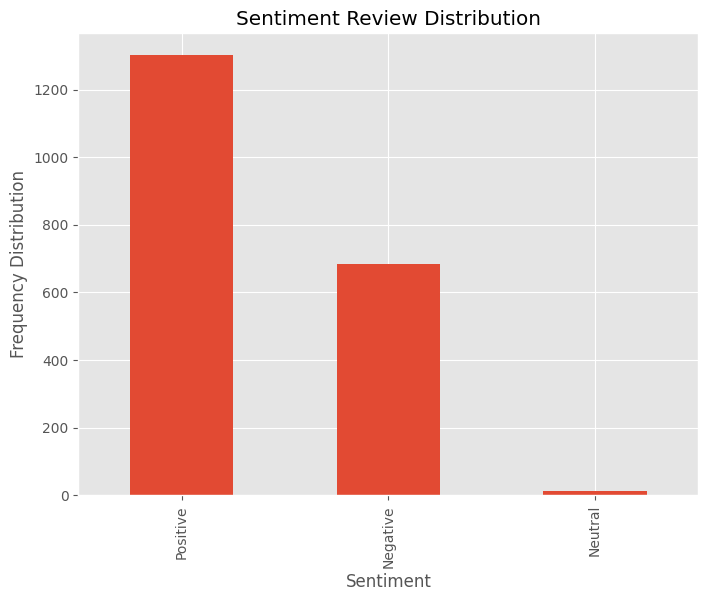 Sentiment Review Distribution
Frequency Distribution
1200
1000
800
600
400
200
0
Positive
Negative
Neutral
Sentiment